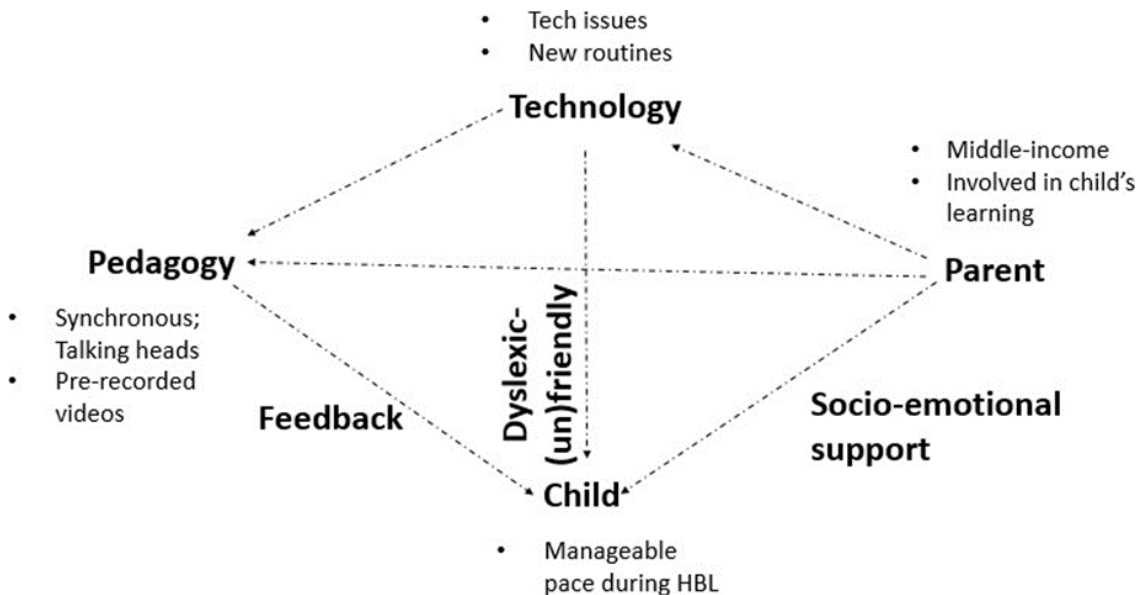 • Tech issues
• New routines
Technology
• Middle-income
• Involved in child's
learning
Pedagogy
Parent
• Synchronous;
Talking heads
• Pre-recorded
videos
Feedback
Dyslexic-
(un)friendly
Socio-emotional
support
Child
• Manageable
pace during HBL